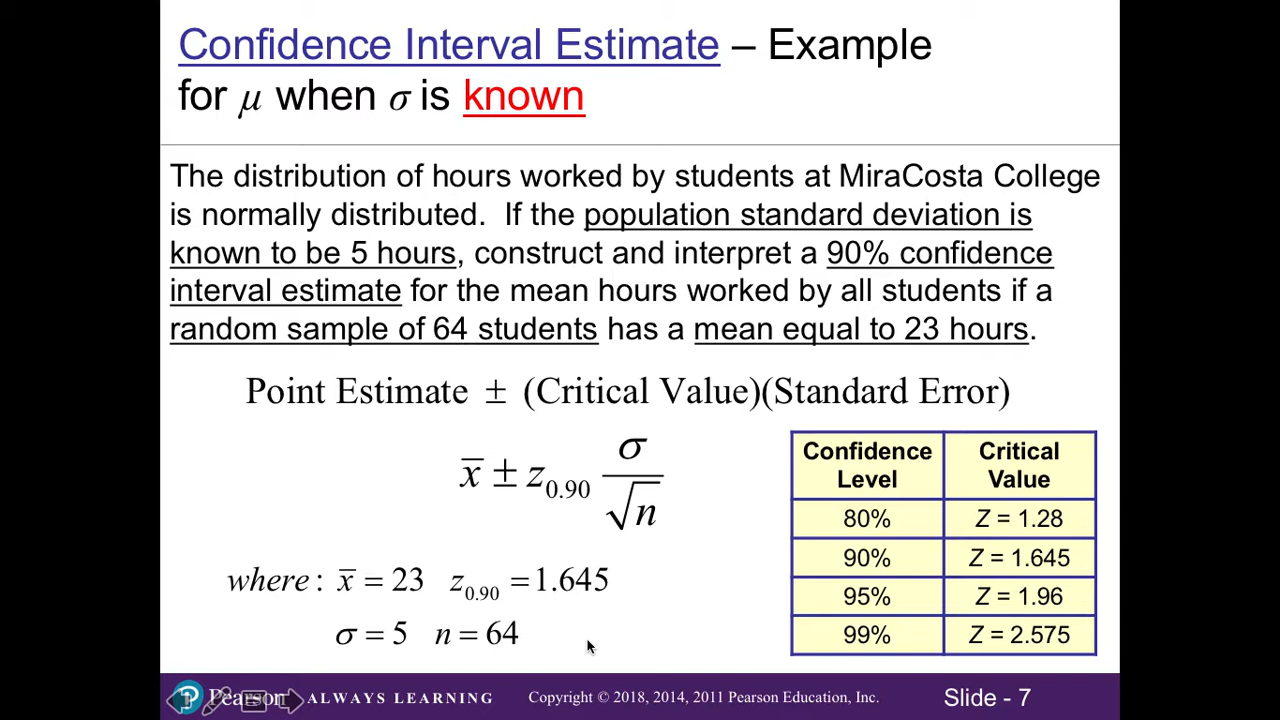 Confidence Interval Estimate – Example
for μ when σ is known
The distribution of hours worked by students at MiraCosta College
is normally distributed.  If the population standard deviation is
known to be 5 hours, construct and interpret a 90% confidence
interval estimate for the mean hours worked by all students if a
random sample of 64 students has a mean equal to 23 hours.
Point Estimate ± (Critical Value)(Standard Error)
x̅ ± z₀.₉₀ σ/√n
where: x̅ = 23 z₀.₉₀ = 1.645
σ = 5 n = 64
Confidence Level Critical Value
80% Z = 1.28
90% Z = 1.645
95% Z = 1.96
99% Z = 2.575
Pearson ALWAYS LEARNING Copyright © 2018, 2014, 2011 Pearson Education, Inc. Slide - 7